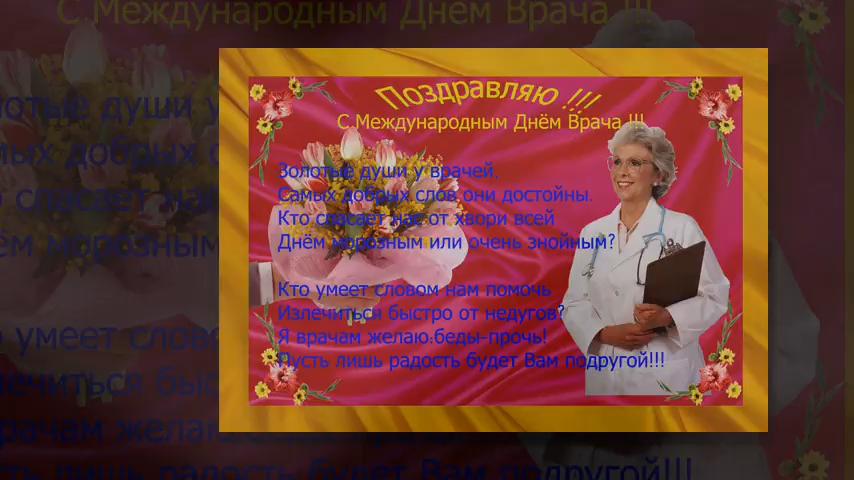 Поздравляю !!!
С Международным Днём Врача !!!
Золотые души у врачей,
Самых добрых слов они достойны.
Кто спасает нас от хвори всей
Днём морозным или очень знойным?
Кто умеет словом нам помочь
Излечиться быстро от недугов?
Я врачам желаю:беды-прочь!
Пусть лишь радость будет Вам подругой!!!